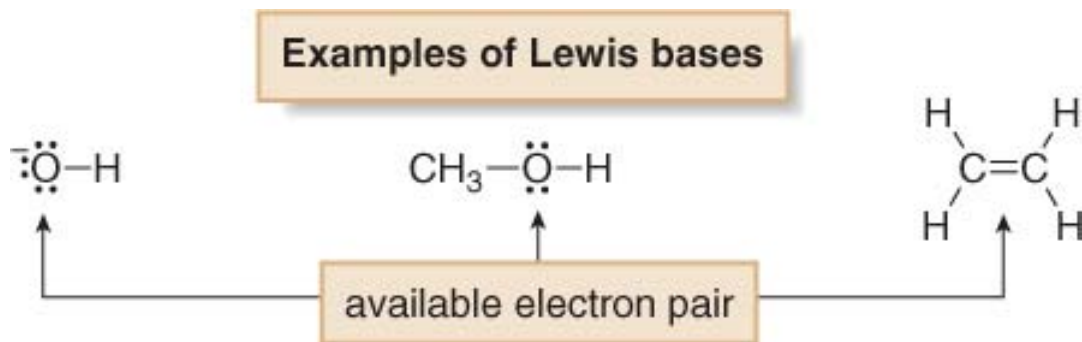 Examples of Lewis bases
⁻:Ö̤–H
CH₃–Ö̤–H
H H
C=C
H H
available electron pair